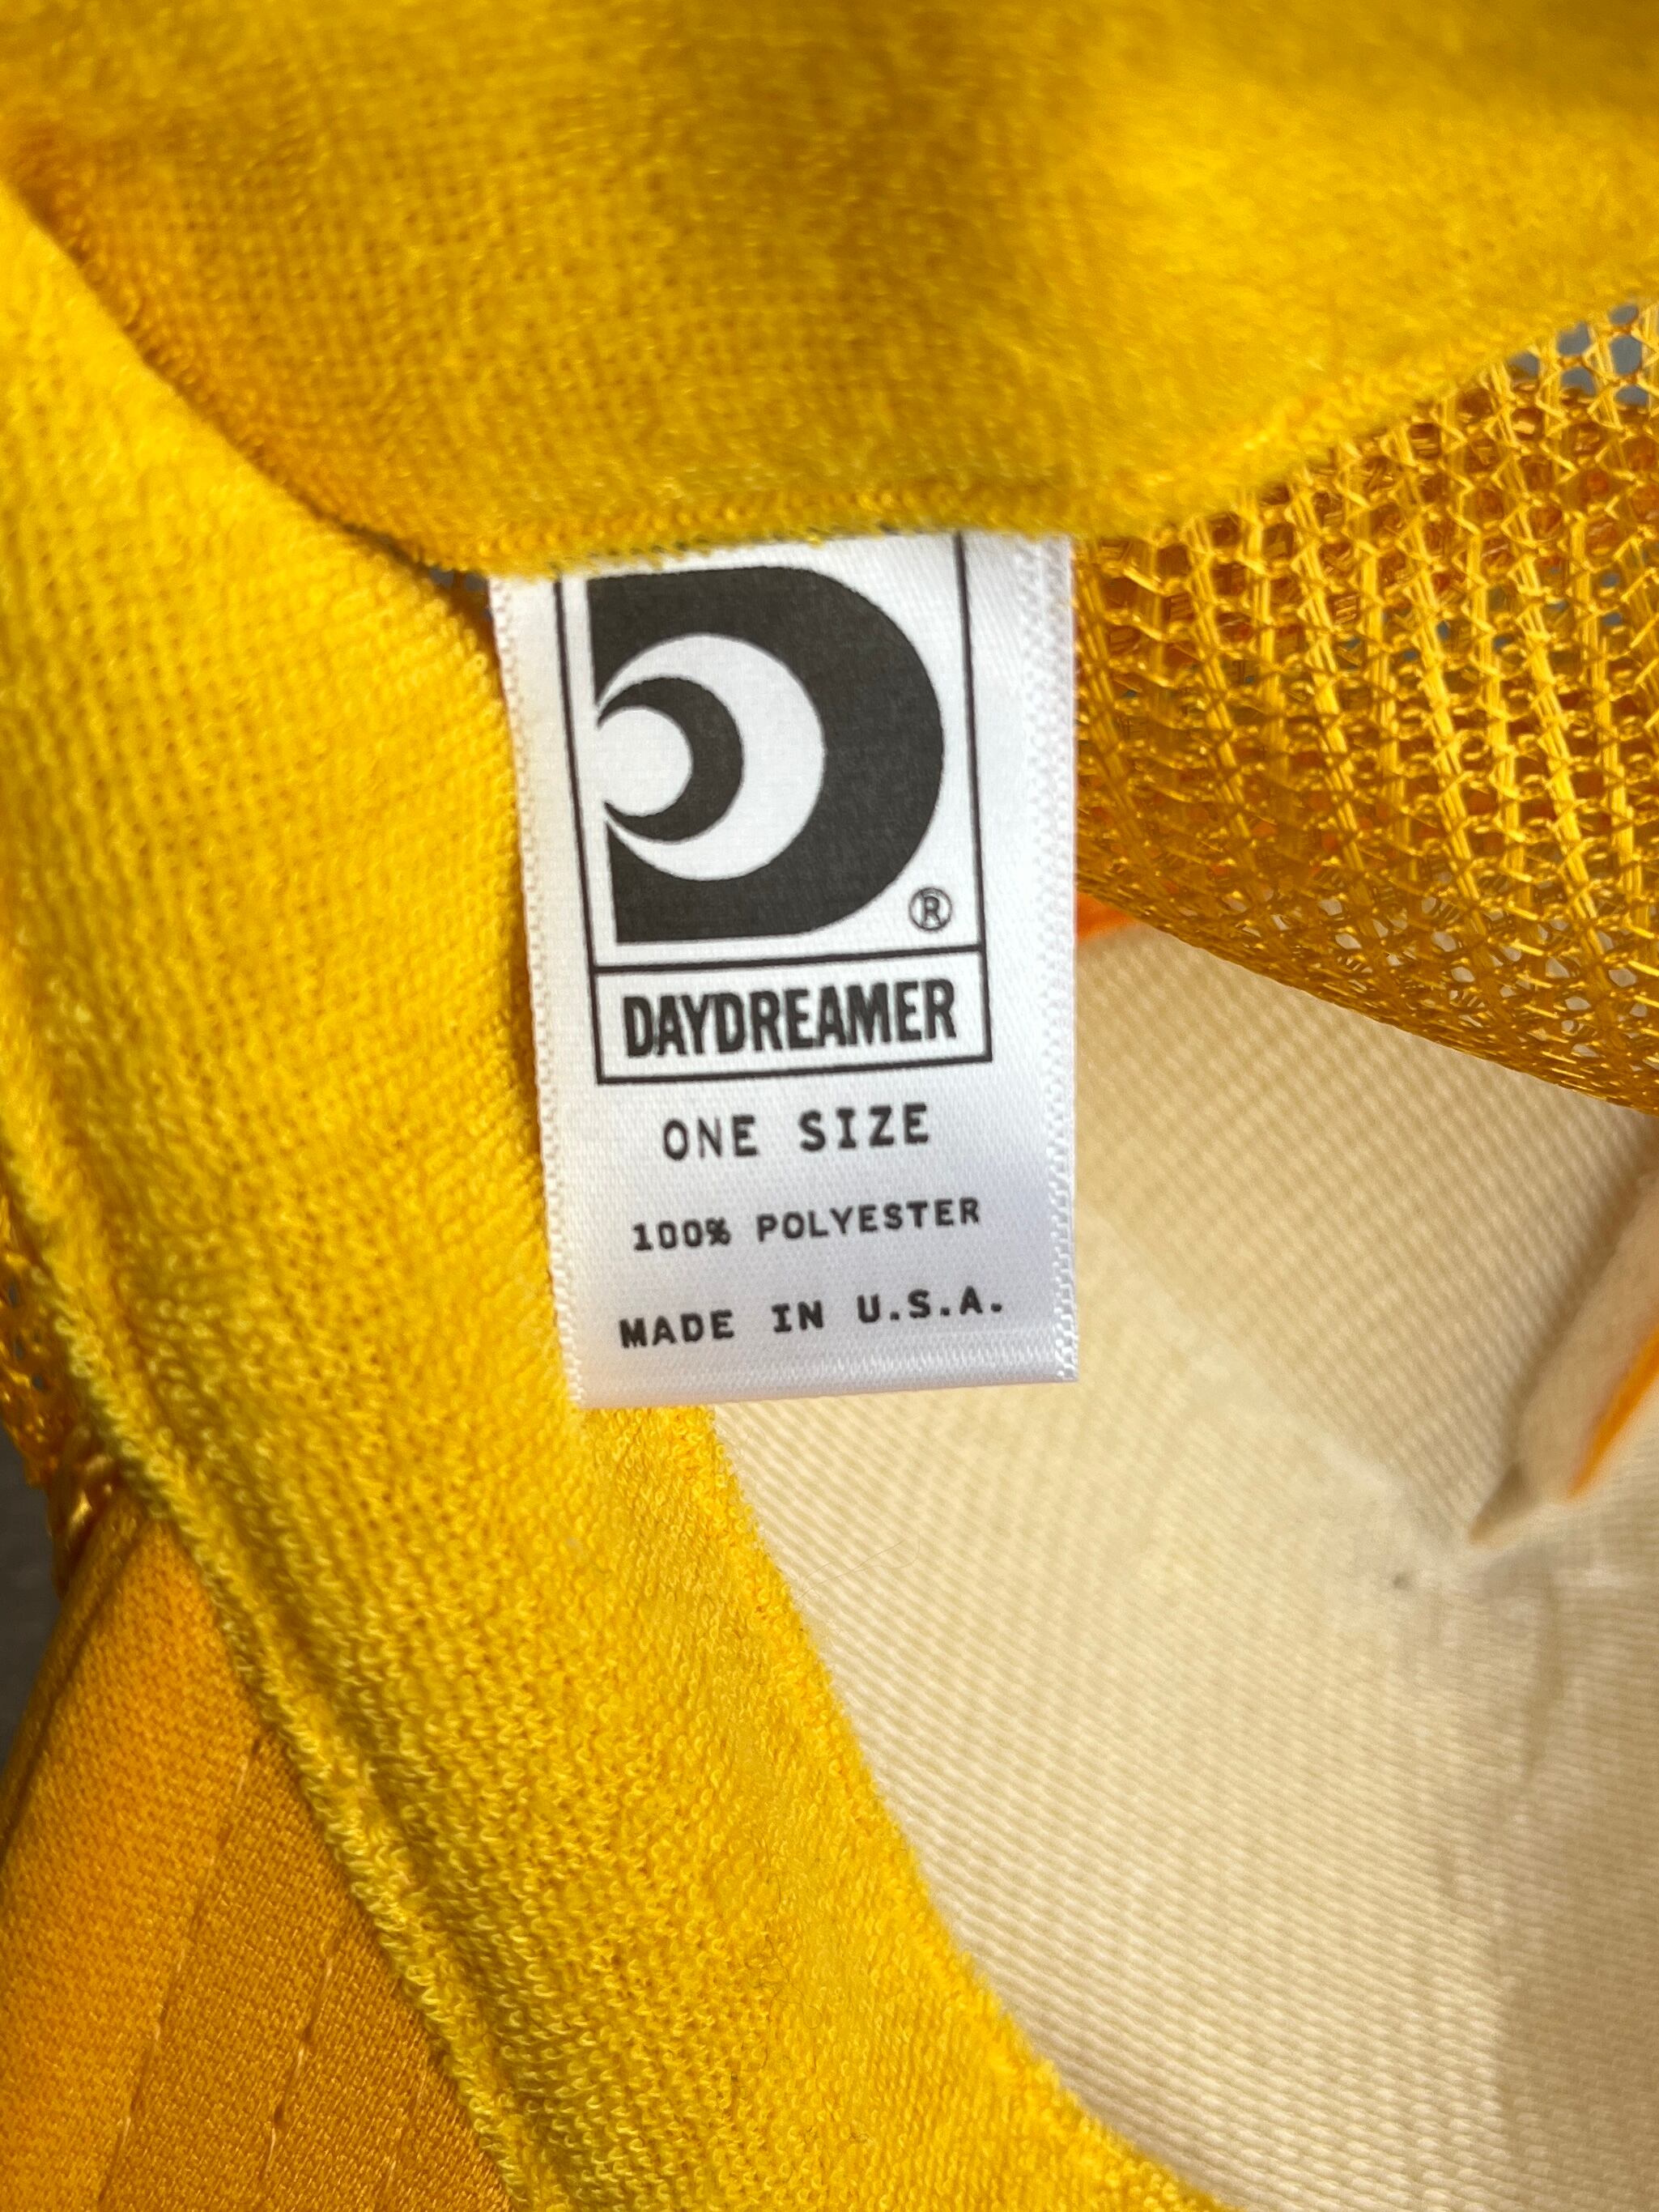 ®
DAYDREAMER
ONE SIZE
100% POLYESTER
MADE IN U.S.A.